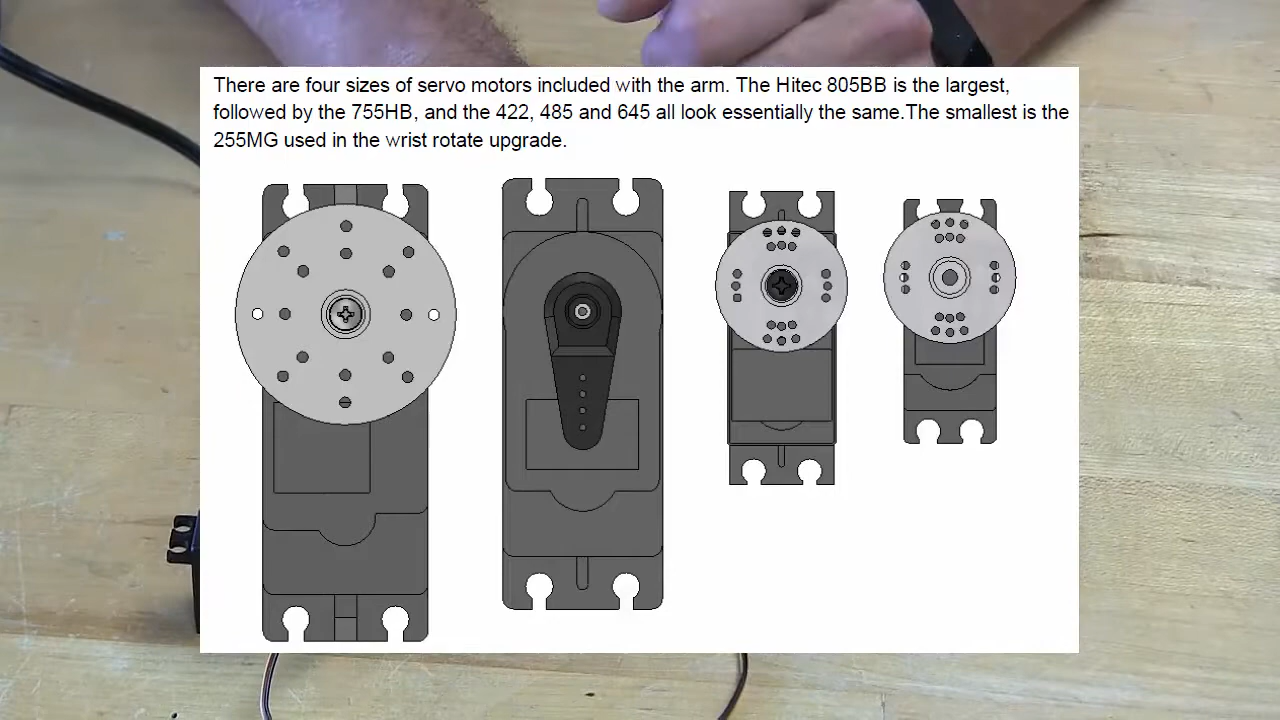 There are four sizes of servo motors included with the arm. The Hitec 805BB is the largest,
followed by the 755HB, and the 422, 485 and 645 all look essentially the same.The smallest is the
255MG used in the wrist rotate upgrade.